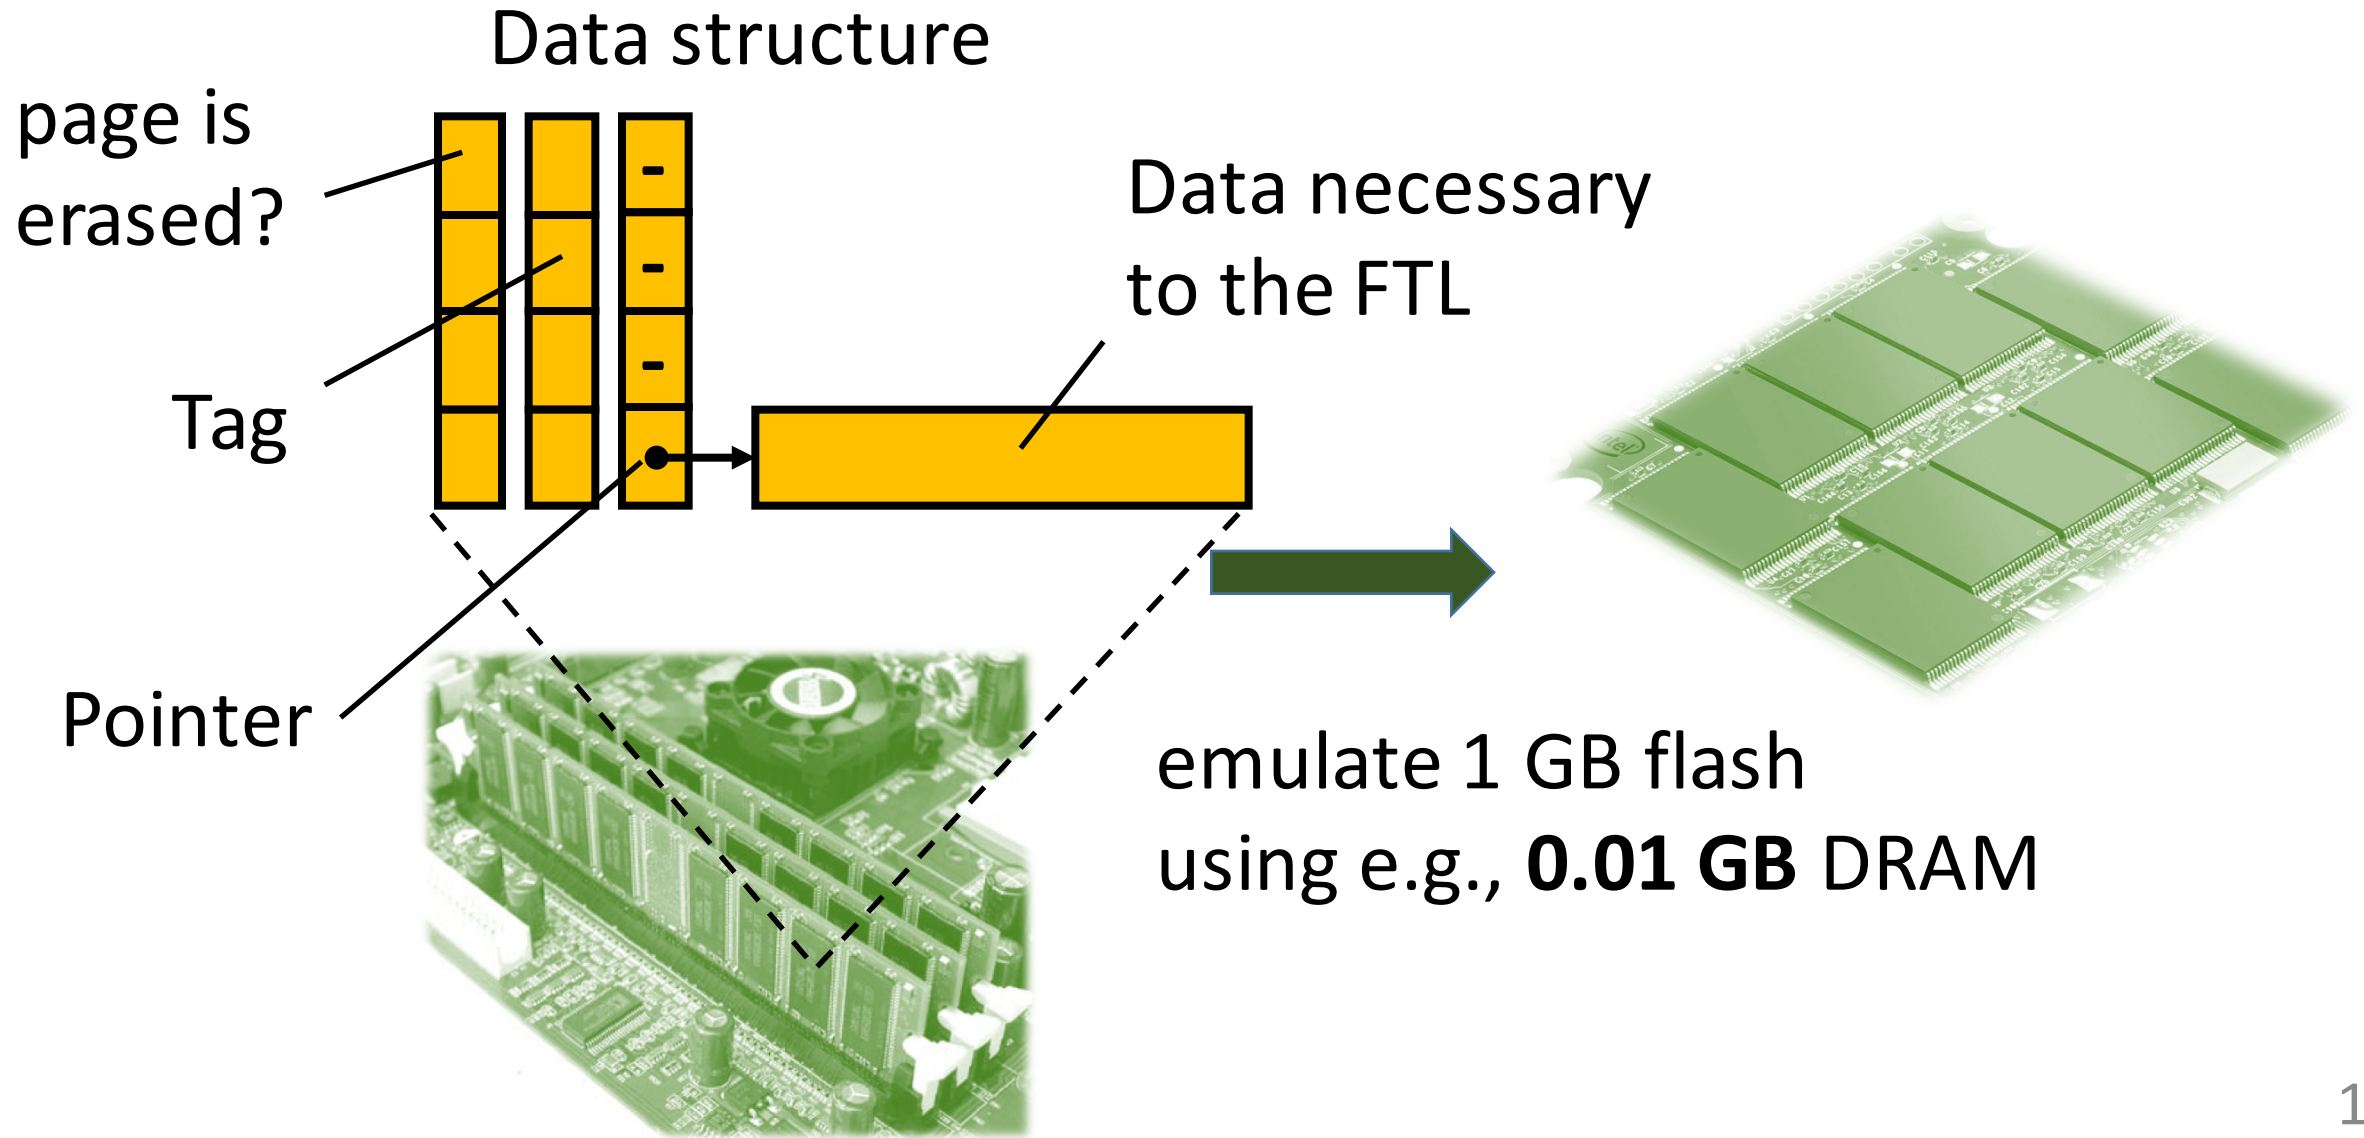 Data structure
page is
erased?
Tag
Pointer
-
-
-
Data necessary
to the FTL
intel
emulate 1 GB flash
using e.g., 0.01 GB DRAM
1